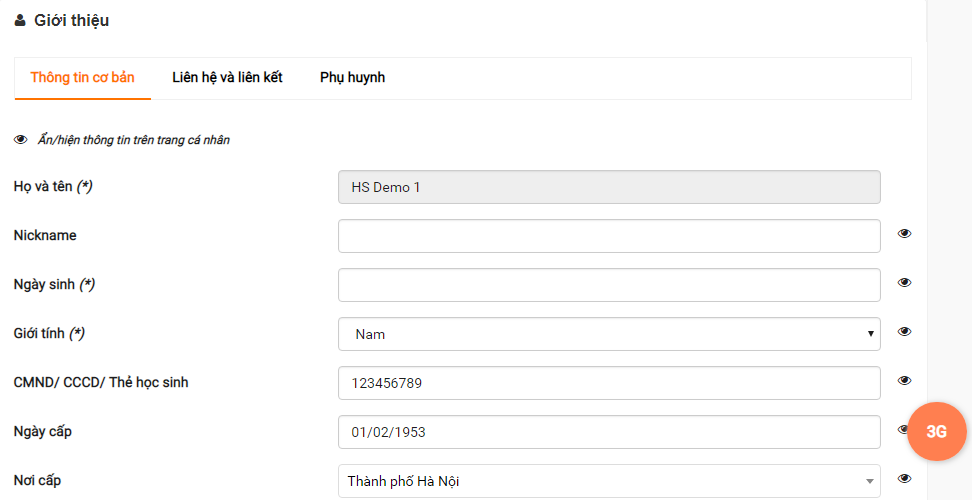 Giới thiệu
Thông tin cơ bản Liên hệ và liên kết Phụ huynh
Ẩn/hiện thông tin trên trang cá nhân
Họ và tên (*) HS Demo 1
Nickname
Ngày sinh (*)
Giới tính (*) Nam
CMND/ CCCD/ Thẻ học sinh 123456789
Ngày cấp 01/02/1953
3G
Nơi cấp Thành phố Hà Nội